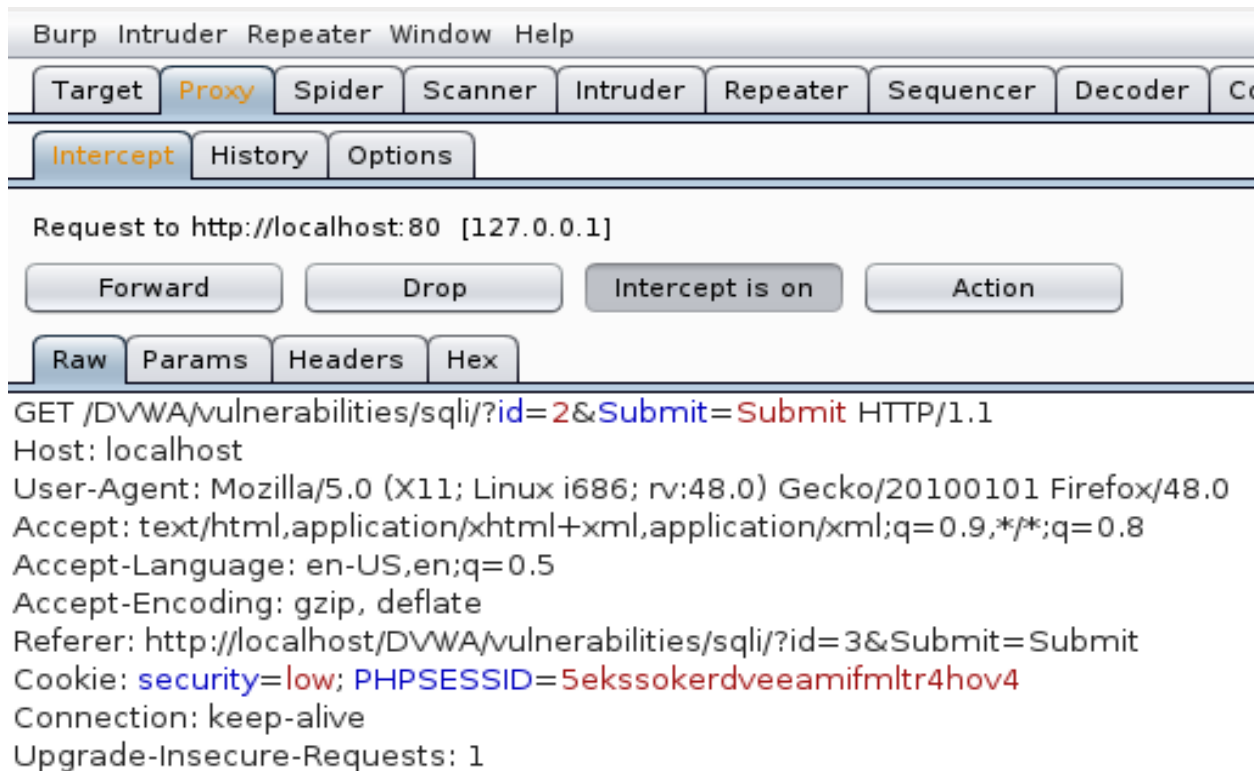 Burp Intruder Repeater Window Help
Target Proxy Spider Scanner Intruder Repeater Sequencer Decoder
Intercept History Options
Request to http://localhost:80 [127.0.0.1]
Forward Drop Intercept is on Action
Raw Params Headers Hex
GET /DVWA/vulnerabilities/sqli/?id=2&Submit=Submit HTTP/1.1
Host: localhost
User-Agent: Mozilla/5.0 (X11; Linux i686; rv:48.0) Gecko/20100101 Firefox/48.0
Accept: text/html,application/xhtml+xml,application/xml;q=0.9,*/*;q=0.8
Accept-Language: en-US,en;q=0.5
Accept-Encoding: gzip, deflate
Referer: http://localhost/DVWA/vulnerabilities/sqli/?id=3&Submit=Submit
Cookie: security=low; PHPSESSID=5ekssokerdveeamifmltr4hov4
Connection: keep-alive
Upgrade-Insecure-Requests: 1